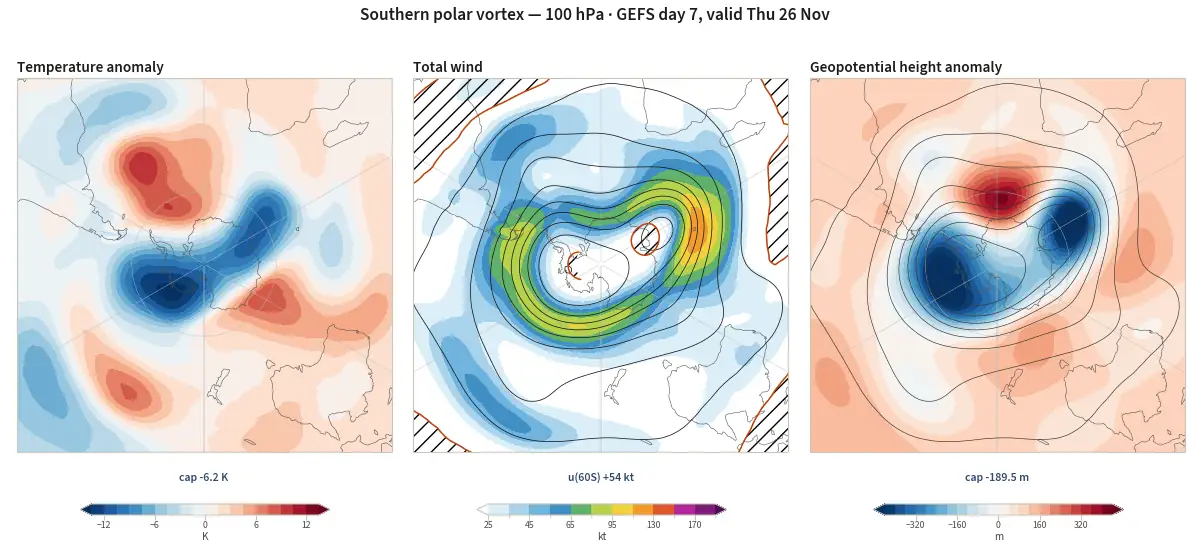 Southern polar vortex — 100 hPa · GEFS day 7, valid Thu 26 Nov
Temperature anomaly
Total wind
Geopotential height anomaly
cap -6.2 K
u(60S) +54 kt
cap -189.5 m
−12 −6 0 6 12
K
25 45 65 95 130 170
kt
−320 −160 0 160 320
m